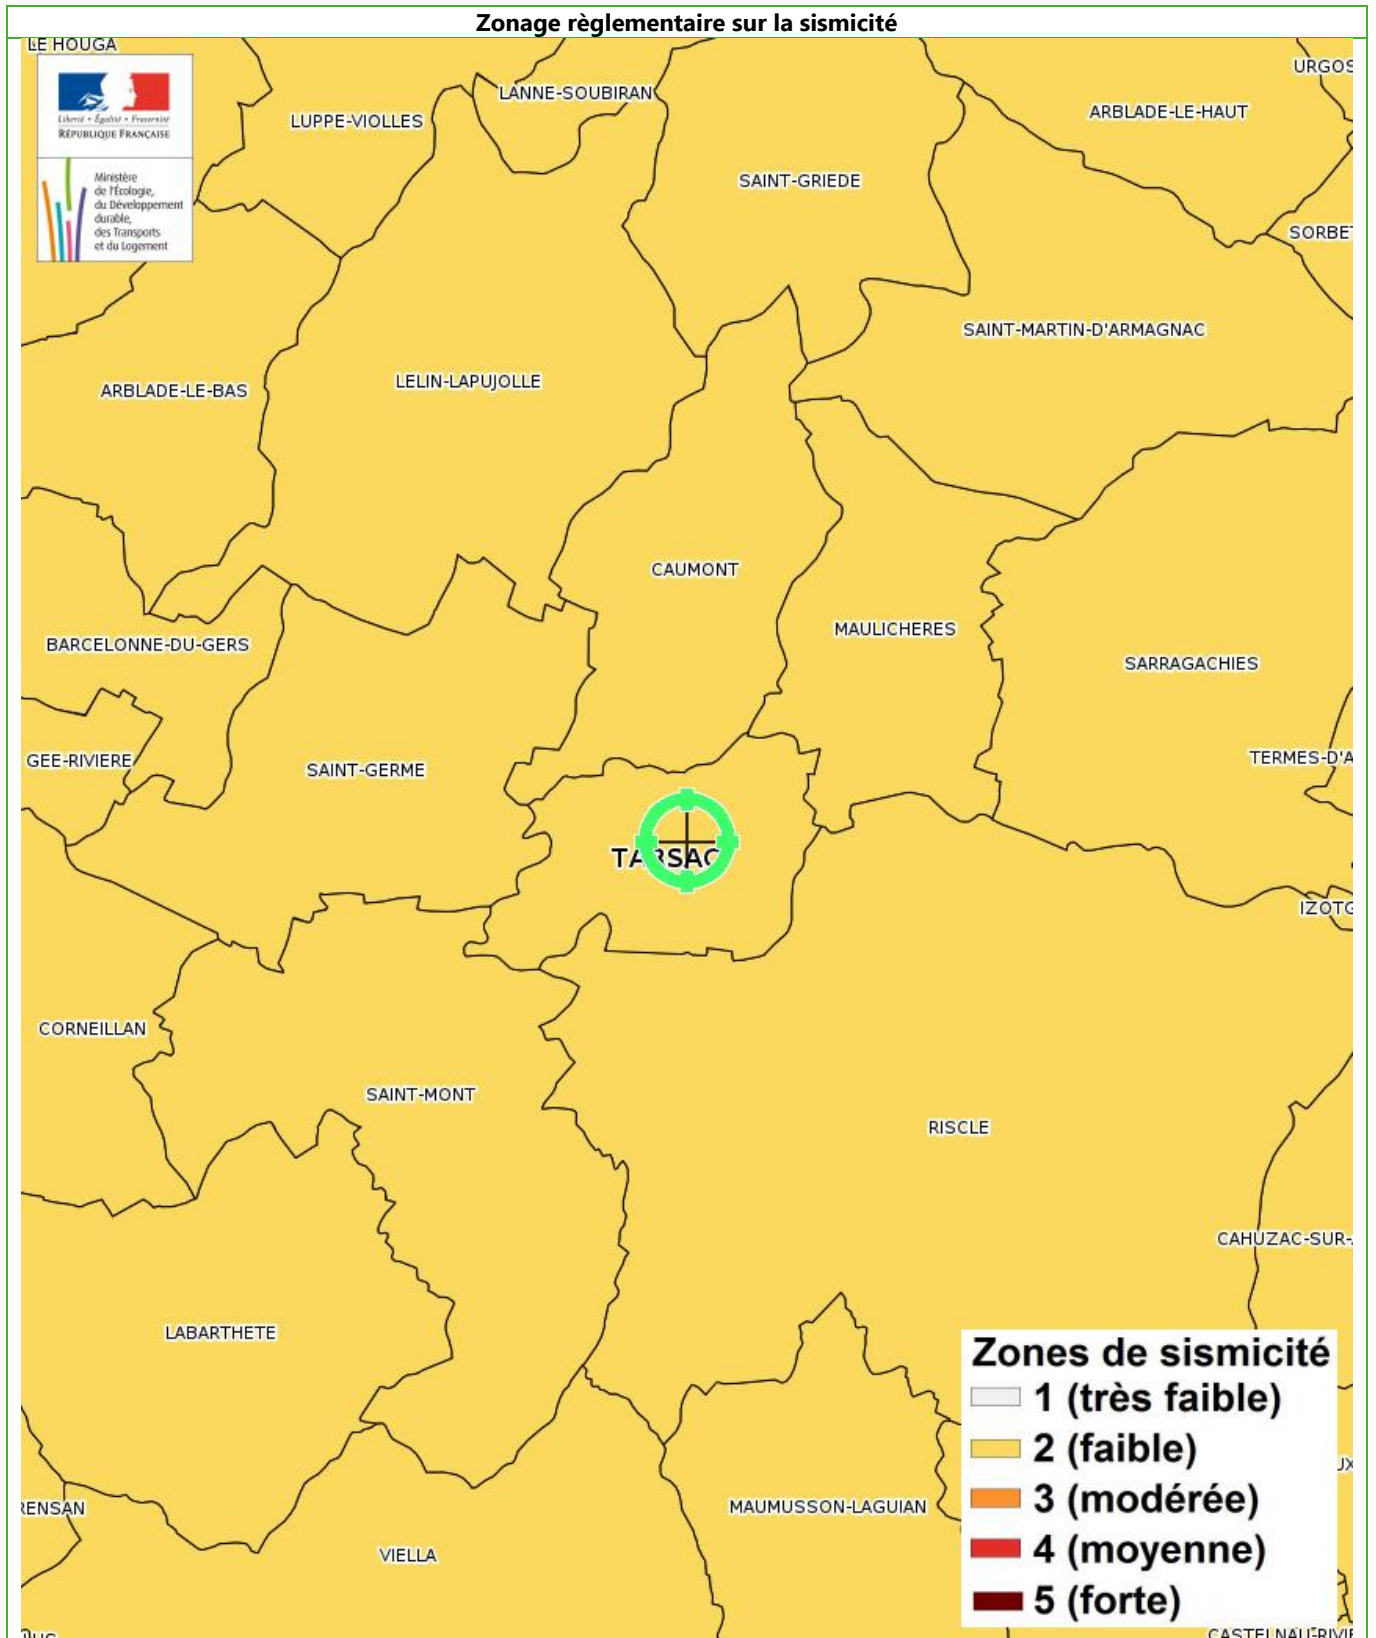 Zonage règlementaire sur la sismicité
LE HOUGA
LANNE-SOUBIRAN
URGOS
LUPPE-VIOLLES
ARBLADE-LE-HAUT
Liberté • Égalité • Fraternité
RÉPUBLIQUE FRANÇAISE
Ministère
de l'Écologie,
du Développement
durable,
des Transports
et du Logement
SAINT-GRIEDE
SORBET
SAINT-MARTIN-D'ARMAGNAC
ARBLADE-LE-BAS
LELIN-LAPUJOLLE
CAUMONT
MAULICHERES
BARCELONNE-DU-GERS
SARRAGACHIES
GEE-RIVIERE
SAINT-GERME
TERMES-D'A
TARSAC
IZOTG
CORNEILLAN
SAINT-MONT
RISCLE
CAHUZAC-SUR-
LABARTHETE
Zones de sismicité
1 (très faible)
2 (faible)
3 (modérée)
4 (moyenne)
5 (forte)
UX
RENSAN
MAUMUSSON-LAGUIAN
VIELLA
CASTELNAU-RIVIE